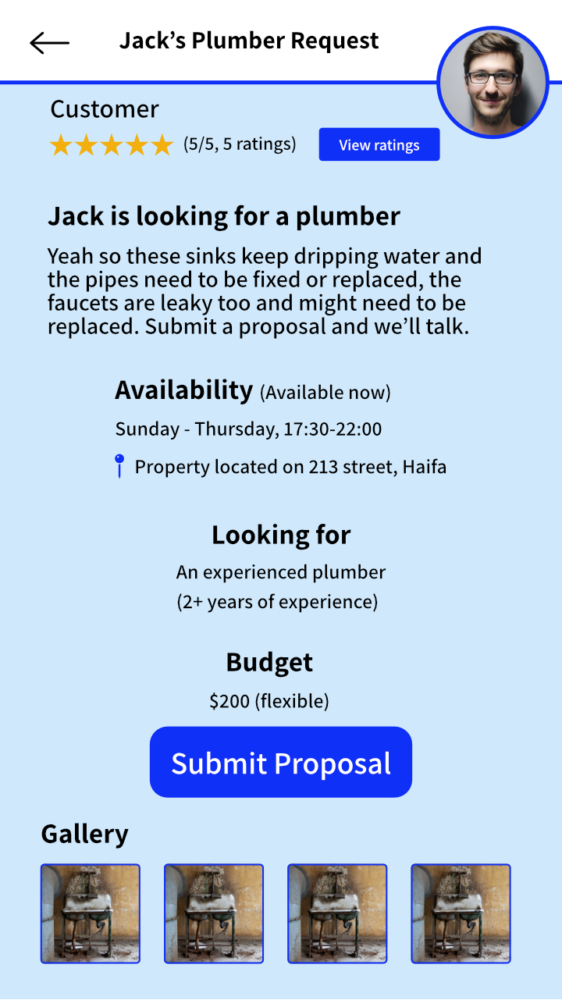 Jack’s Plumber Request
Customer
(5/5, 5 ratings)
View ratings
Jack is looking for a plumber
Yeah so these sinks keep dripping water and
the pipes need to be fixed or replaced, the
faucets are leaky too and might need to be
replaced. Submit a proposal and we’ll talk.
Availability (Available now)
Sunday - Thursday, 17:30-22:00
Property located on 213 street, Haifa
Looking for
An experienced plumber
(2+ years of experience)
Budget
$200 (flexible)
Submit Proposal
Gallery